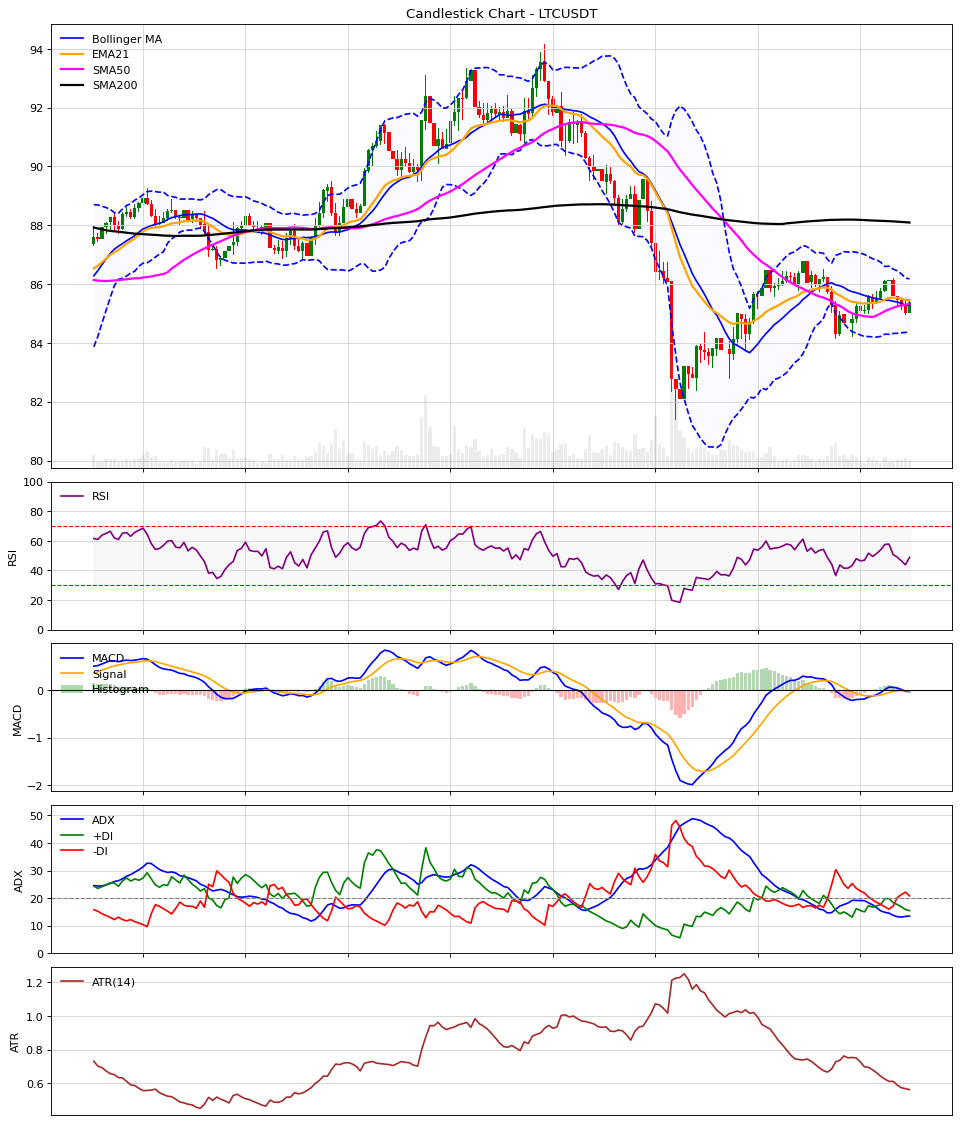 Candlestick Chart - LTCUSDT
Bollinger MA
EMA21
SMA50
SMA200
94
92
90
88
86
84
82
80
RSI
RSI
100
80
60
40
20
0
MACD
Signal
Histogram
MACD
0
−1
−2
ADX
+DI
-DI
ADX
50
40
30
20
10
0
ATR(14)
ATR
1.2
1.0
0.8
0.6